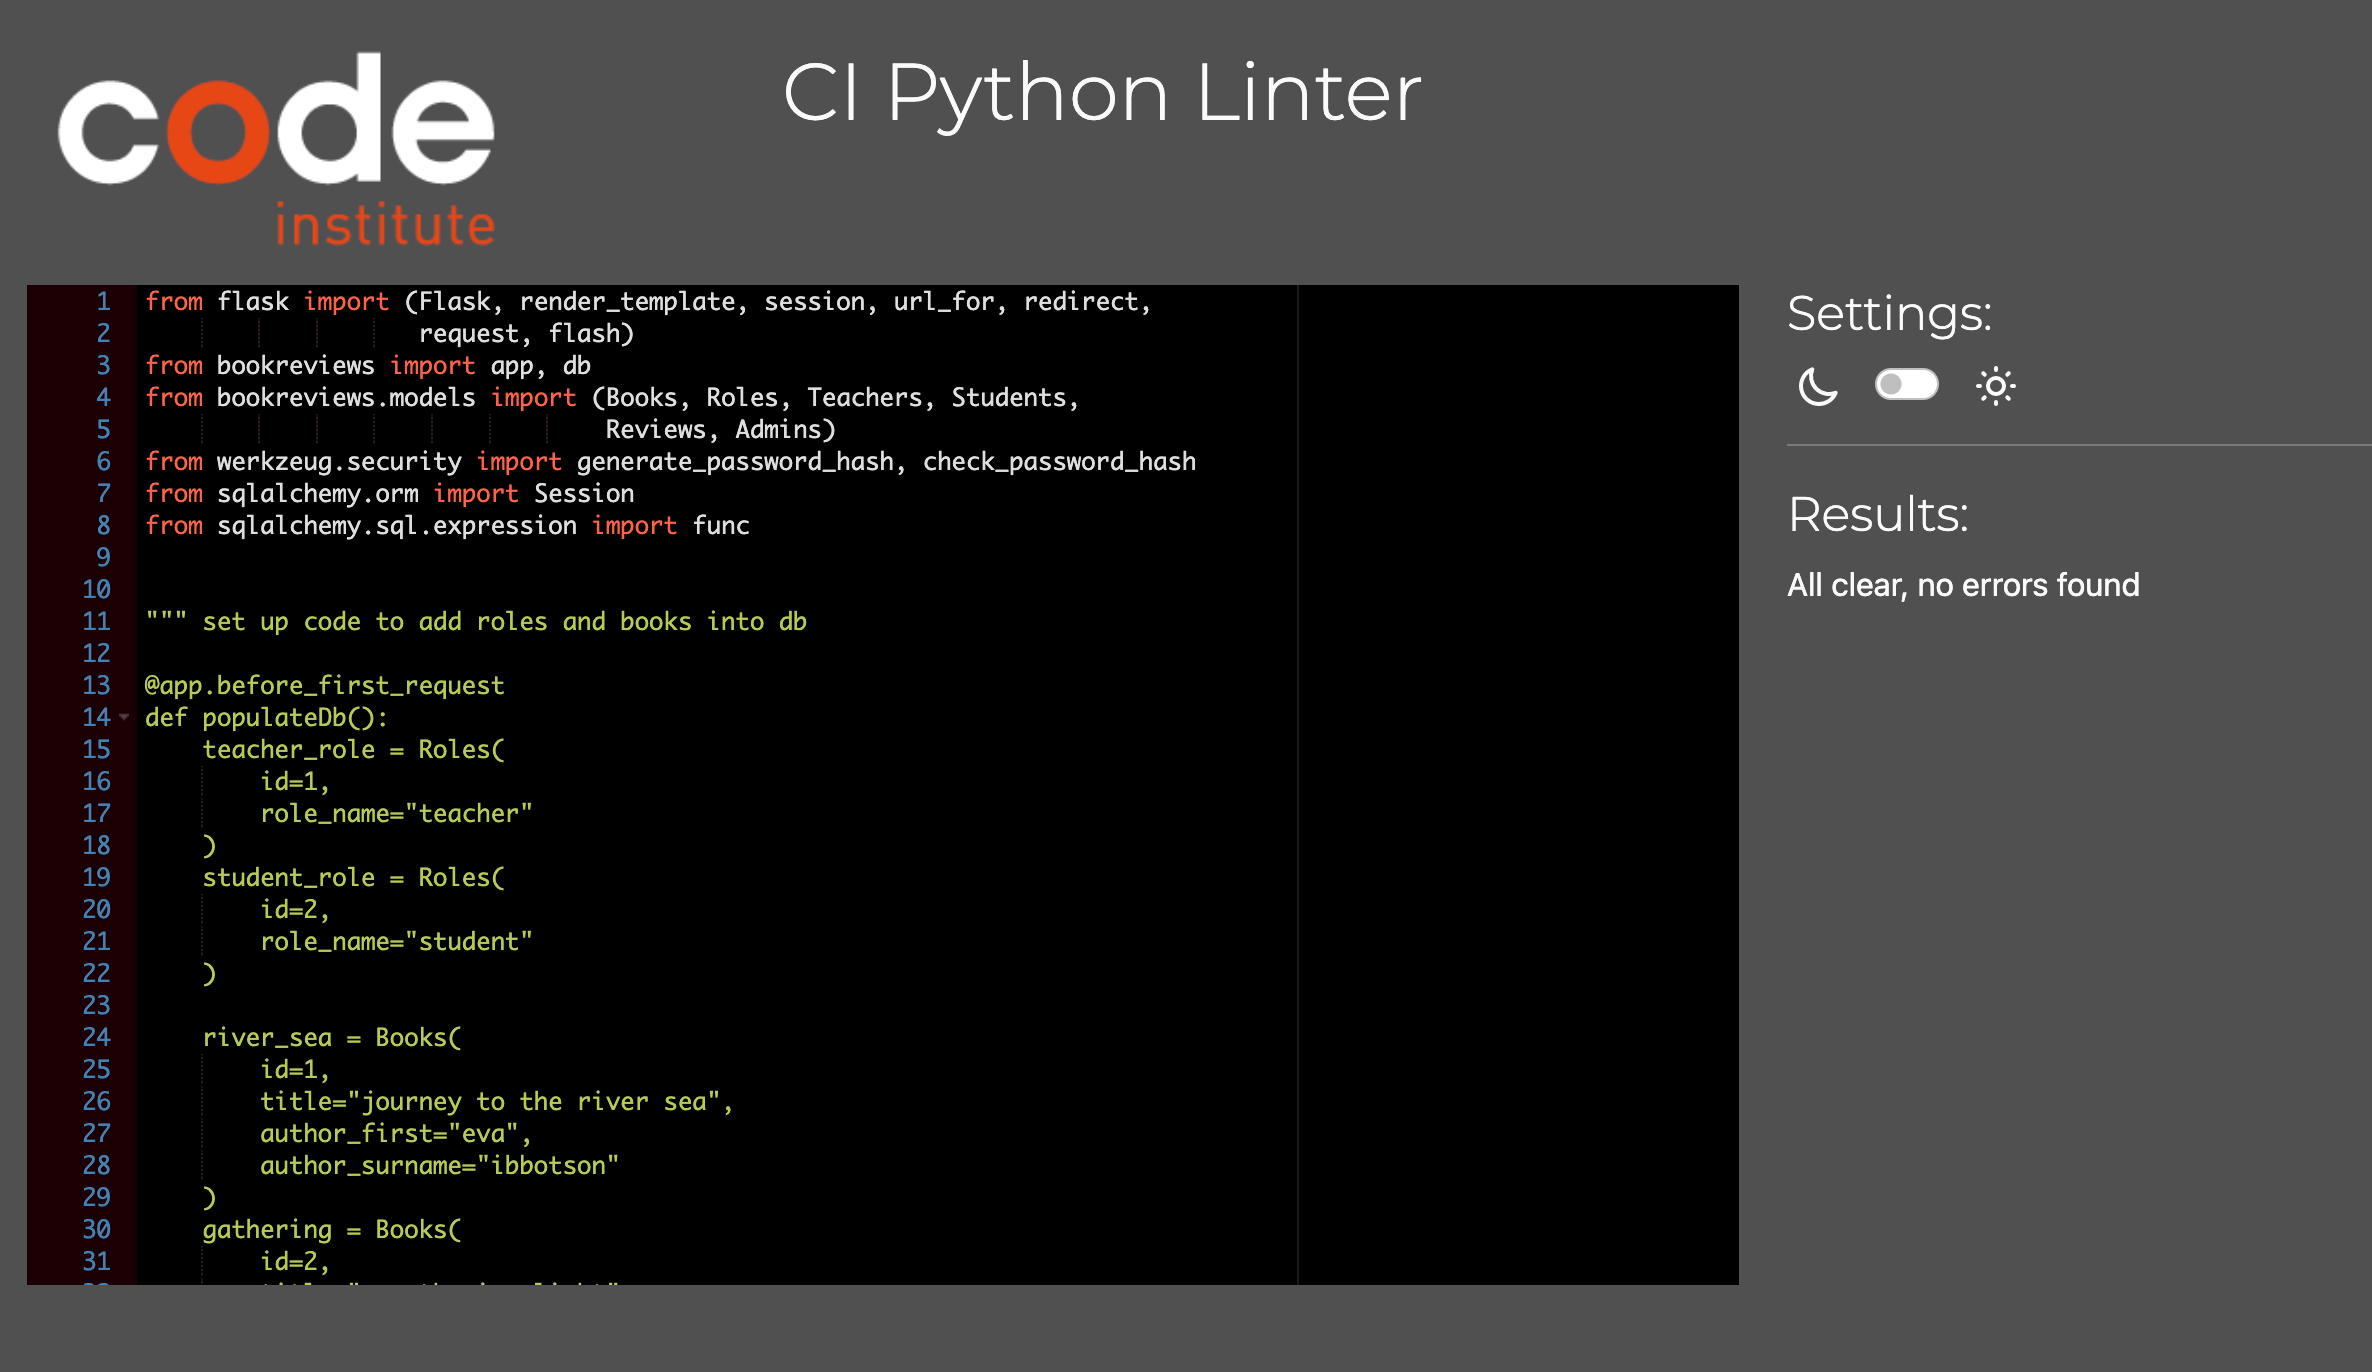 code
institute
CI Python Linter
1 from flask import (Flask, render_template, session, url_for, redirect,
2                    request, flash)
3 from bookreviews import app, db
4 from bookreviews.models import (Books, Roles, Teachers, Students,
5                                 Reviews, Admins)
6 from werkzeug.security import generate_password_hash, check_password_hash
7 from sqlalchemy.orm import Session
8 from sqlalchemy.sql.expression import func
9
10
11 """ set up code to add roles and books into db
12
13 @app.before_first_request
14 def populateDb():
15     teacher_role = Roles(
16         id=1,
17         role_name="teacher"
18     )
19     student_role = Roles(
20         id=2,
21         role_name="student"
22     )
23
24     river_sea = Books(
25         id=1,
26         title="journey to the river sea",
27         author_first="eva",
28         author_surname="ibbotson"
29     )
30     gathering = Books(
31         id=2,
Settings:
Results:
All clear, no errors found